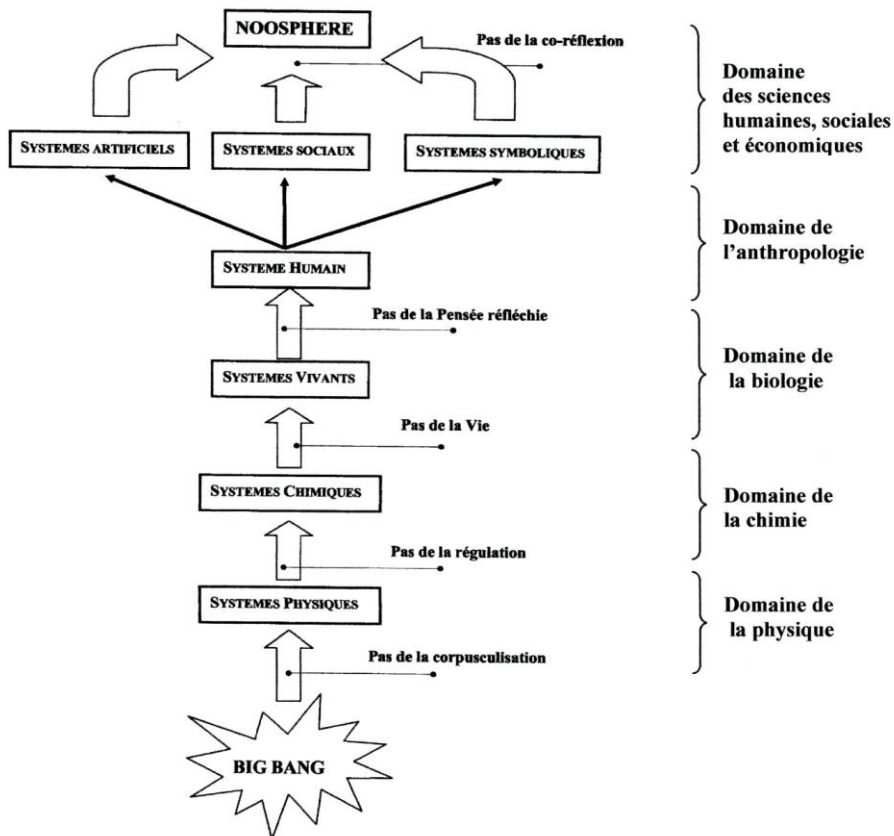 NOOSPHERE
Pas de la co-réflexion
Domaine
des sciences
humaines, sociales
et économiques
SYSTEMES ARTIFICIELS
SYSTEMES SOCIAUX
SYSTEMES SYMBOLIQUES
Domaine de
l'anthropologie
SYSTEME HUMAIN
Pas de la Pensée réfléchie
Domaine de
la biologie
SYSTEMES VIVANTS
Pas de la Vie
SYSTEMES CHIMIQUES
Domaine de
la chimie
Pas de la régulation
SYSTEMES PHYSIQUES
Domaine de
la physique
Pas de la corpusculisation
BIG BANG